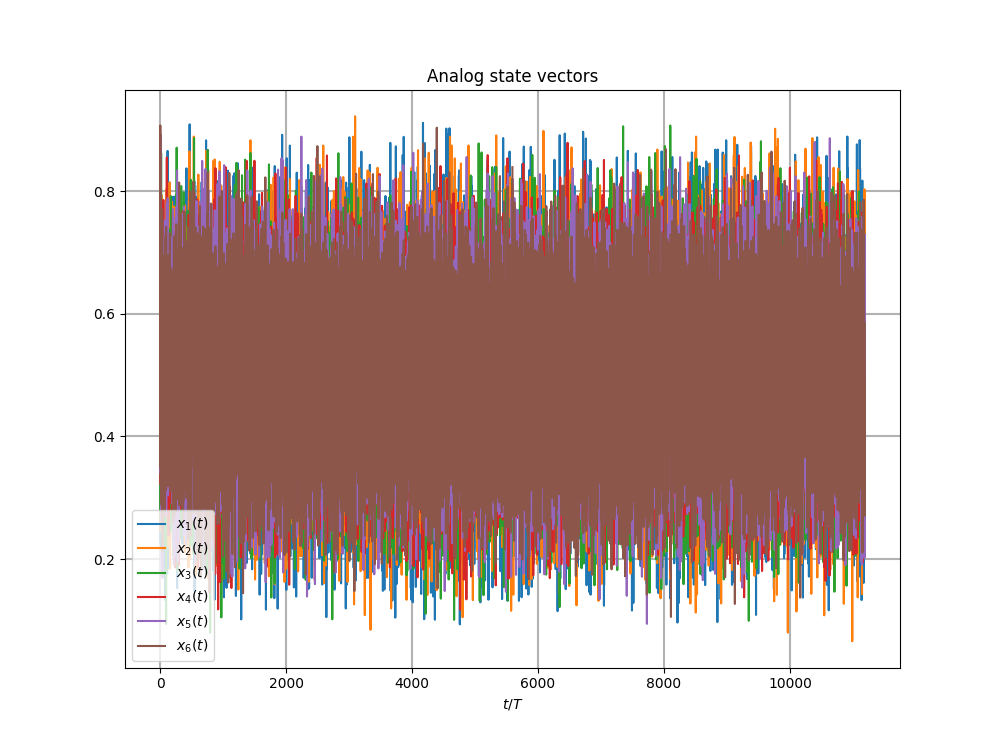 Analog state vectors
0.8
0.6
0.4
0.2
x₁(t)
x₂(t)
x₃(t)
x₄(t)
x₅(t)
x₆(t)
0 2000 4000 6000 8000 10000
t/T